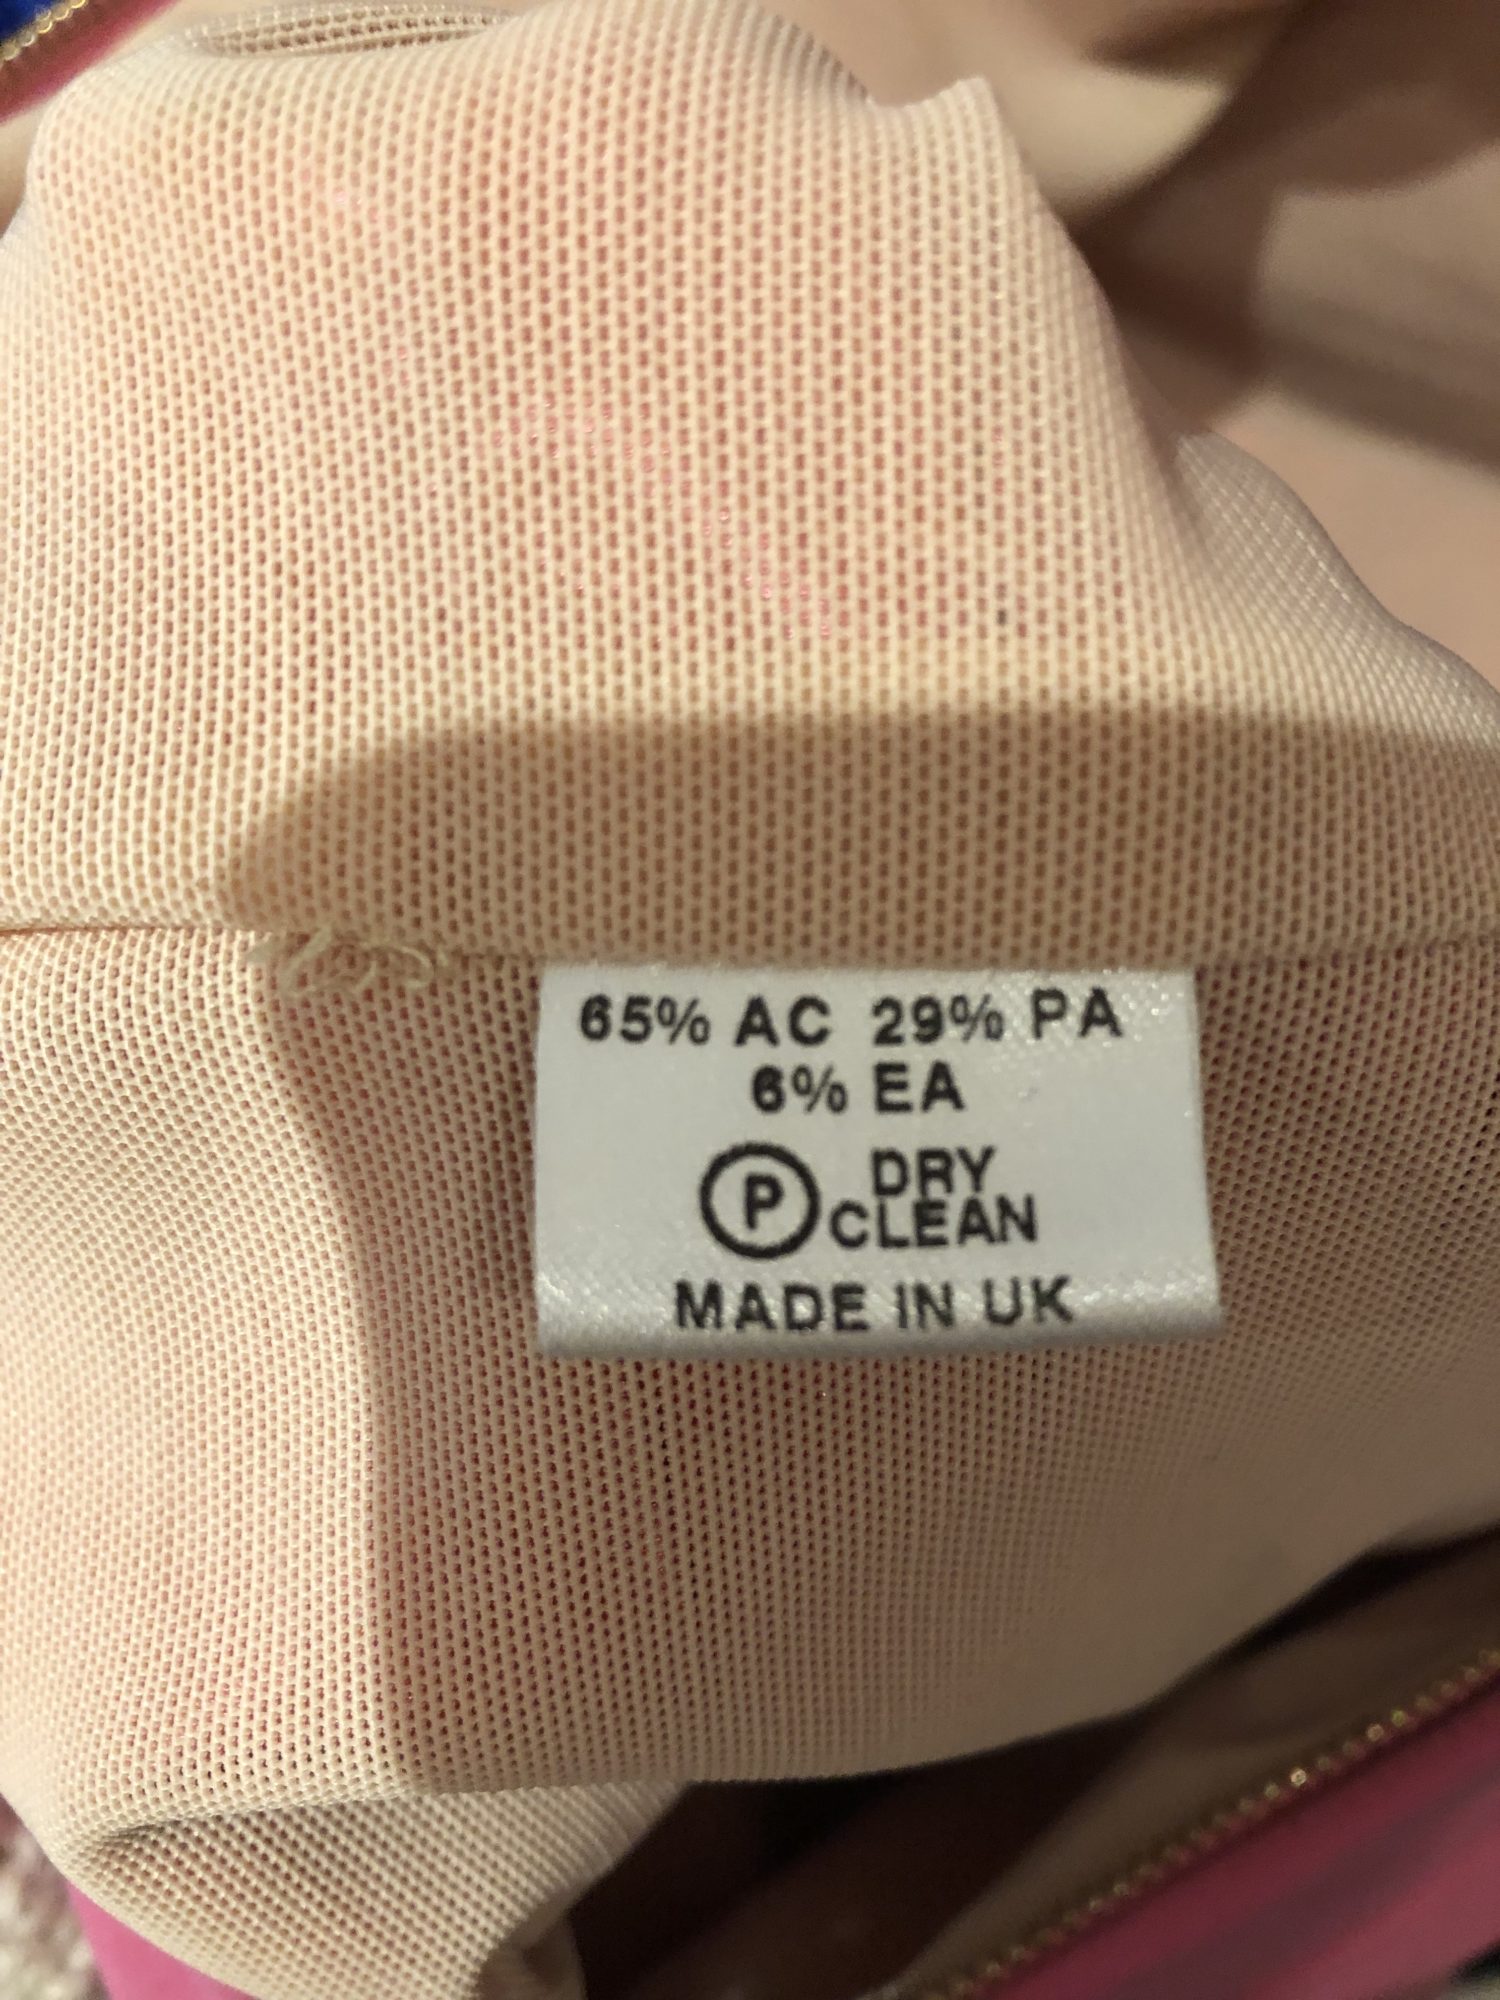 65% AC 29% PA
6% EA
P DRY
CLEAN
MADE IN UK